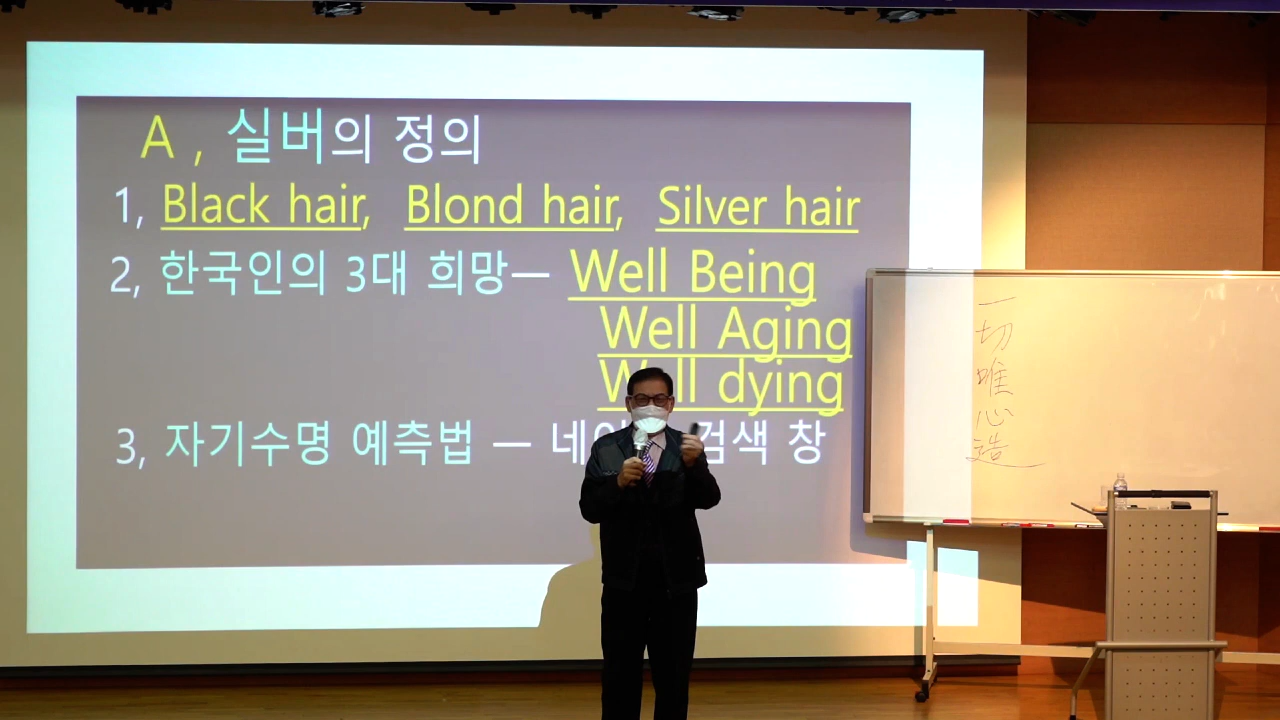 A , 실버의 정의
1, Black hair, Blond hair, Silver hair
2, 한국인의 3대 희망— Well Being
Well Aging
Well dying
3, 자기수명 예측법 — 검색 창
一切唯心造